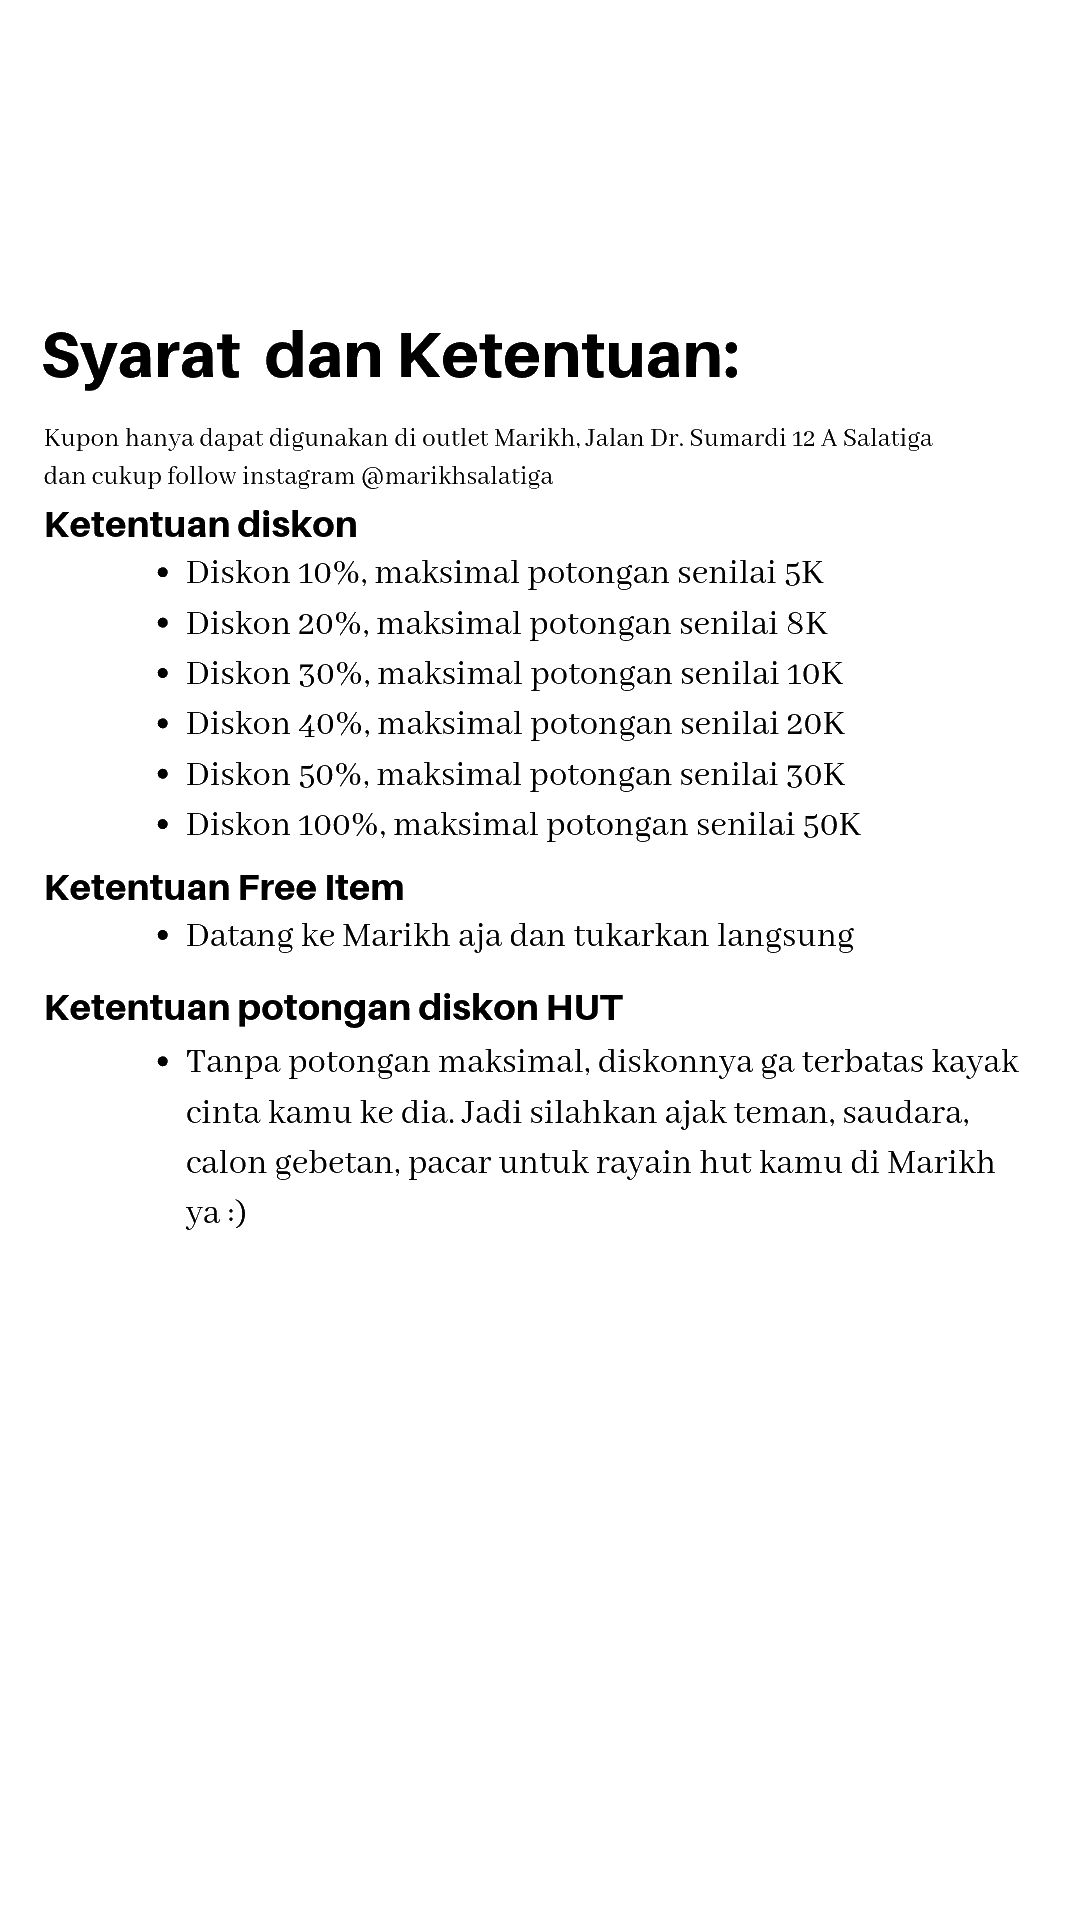 Syarat dan Ketentuan:
Kupon hanya dapat digunakan di outlet Marikh, Jalan Dr. Sumardi 12 A Salatiga
dan cukup follow instagram @marikhsalatiga
Ketentuan diskon
• Diskon 10%, maksimal potongan senilai 5K
• Diskon 20%, maksimal potongan senilai 8K
• Diskon 30%, maksimal potongan senilai 10K
• Diskon 40%, maksimal potongan senilai 20K
• Diskon 50%, maksimal potongan senilai 30K
• Diskon 100%, maksimal potongan senilai 50K
Ketentuan Free Item
• Datang ke Marikh aja dan tukarkan langsung
Ketentuan potongan diskon HUT
• Tanpa potongan maksimal, diskonnya ga terbatas kayak
cinta kamu ke dia. Jadi silahkan ajak teman, saudara,
calon gebetan, pacar untuk rayain hut kamu di Marikh
ya :)